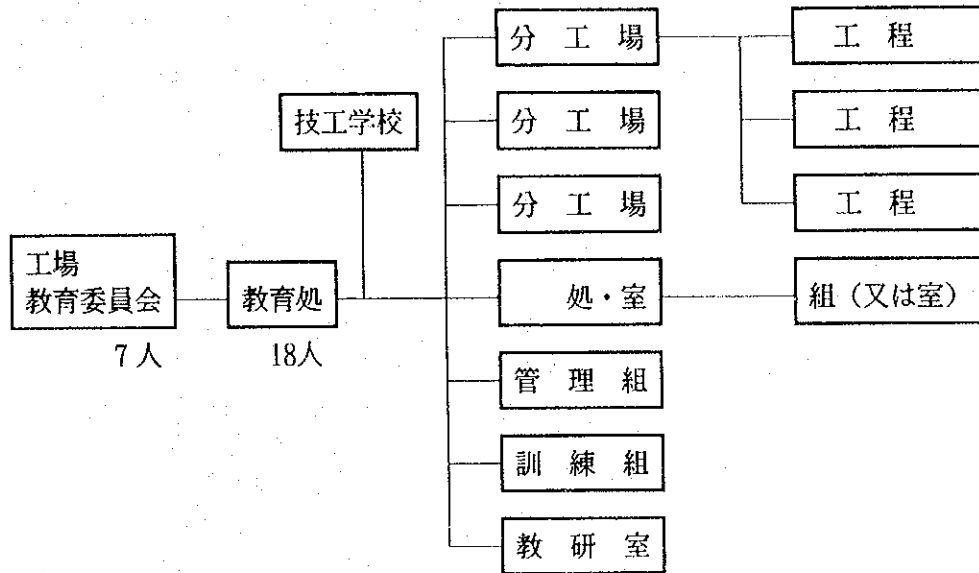 分工場
工程
技工学校
分工場
工程
分工場
工程
工場
教育委員会
教育処
処・室
組（又は室）
7人
18人
管理組
訓練組
教研室